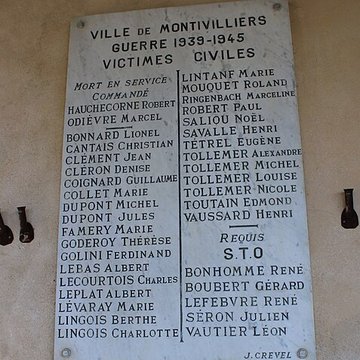 VILLE DE MONTIVILLIERS
GUERRE 1939-1945
VICTIMES CIVILES
MORT EN SERVICE
COMMANDÉ
HAUCHECORNE ROBERT
ODIÈVRE MARCEL
BONNARD LIONEL
CANTAIS CHRISTIAN
CLÉMENT JEAN
CLÉRON DENISE
COIGNARD GUILLAUME
COLLET MARIE
DUPONT MICHEL
DUPONT JULES
FAMERY MARIE
GODEROY THÉRÈSE
GOLINI FERDINAND
LEBAS ALBERT
LECOURTOIS CHARLES
LEPLAT ALBERT
LEVARAY MARIE
LINGOIS BERTHE
LINGOIS CHARLOTTE
LINTANF MARIE
MOUQUET ROLAND
RINGENBACH MARCELINE
ROBERT PAUL
SALIOU NOËL
SAVALLE HENRI
TÉTREL EUGÈNE
TOLLEMER ALEXANDRE
TOLLEMER MICHEL
TOLLEMER LOUISE
TOLLEMER NICOLE
TOUTAIN EDMOND
VAUSSARD HENRI
REQUIS
S.T.O
BONHOMME RENÉ
BOUBERT GÉRARD
LEFEBVRE RENÉ
SÉRON JULIEN
VAUTIER LÉON
J. CREVEL